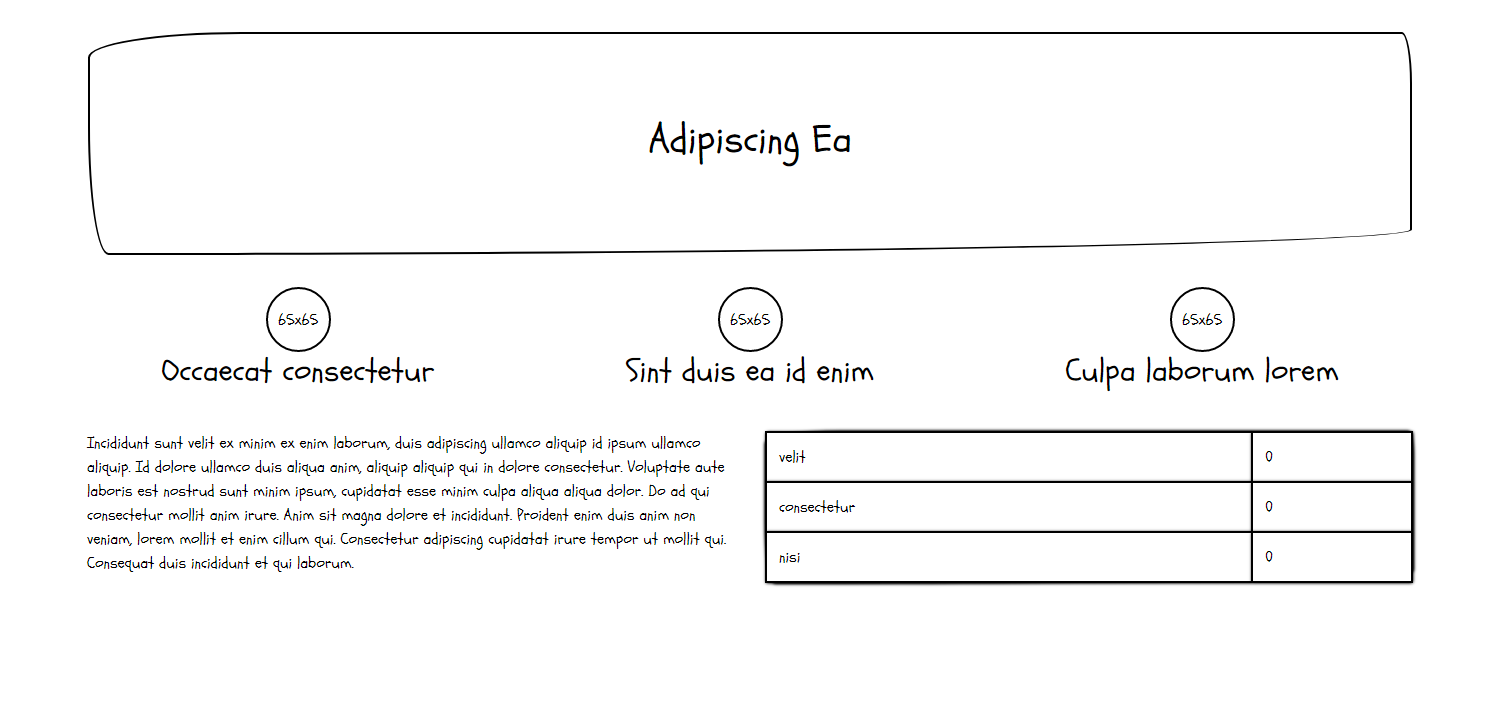 Adipiscing Ea
65x65
65x65
65x65
Occaecat consectetur
Sint duis ea id enim
Culpa laborum lorem
Incididunt sunt velit ex minim ex enim laborum, duis adipiscing ullamco aliquip id ipsum ullamco
aliquip. Id dolore ullamco duis aliqua anim, aliquip aliquip qui in dolore consectetur. Voluptate aute
laboris est nostrud sunt minim ipsum, cupidatat esse minim culpa aliqua aliqua dolor. Do ad qui
consectetur mollit anim irure. Anim sit magna dolore et incididunt. Proident enim duis anim non
veniam, lorem mollit et enim cillum qui. Consectetur adipiscing cupidatat irure tempor ut mollit qui.
Consequat duis incididunt et qui laborum.
velit 0
consectetur 0
nisi 0